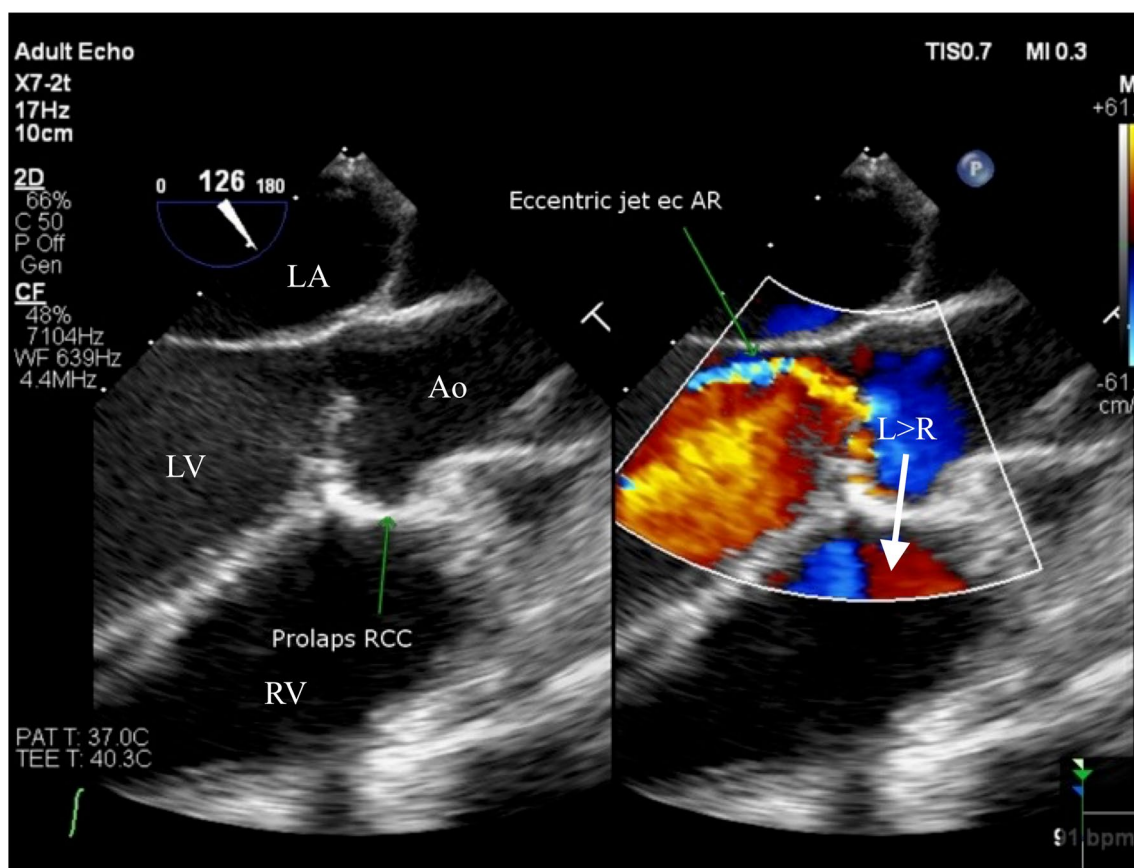 Adult Echo
X7-2t
17Hz
10cm
2D
66%
C 50
P Off
Gen
CF
48%
7104Hz
WF 639Hz
4.4MHz
0 126 180
LA
Ao
LV
Prolaps RCC
RV
PAT T: 37.0C
TEE T: 40.3C
TIS0.7 MI 0.3
M
+61.
-61.
cm/
P
Eccentric jet ec AR
L>R
91 bpm